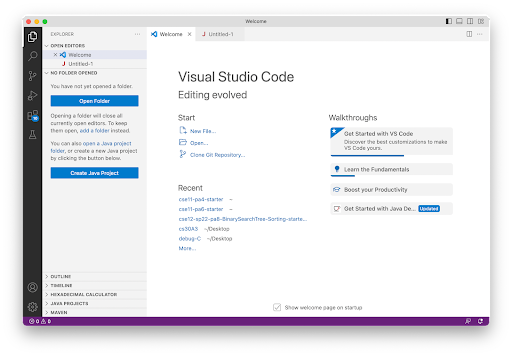 Welcome
EXPLORER
OPEN EDITORS
Welcome
J Untitled-1
NO FOLDER OPENED
You have not yet opened a folder.
Open Folder
Opening a folder will close all
currently open editors. To keep
them open, add a folder instead.
You can also open a Java project
folder, or create a new Java project
by clicking the button below.
Create Java Project
OUTLINE
TIMELINE
HEXADECIMAL CALCULATOR
JAVA PROJECTS
MAVEN
0 0
Welcome
J Untitled-1
Visual Studio Code
Editing evolved
Start
New File...
Open...
Clone Git Repository...
Recent
cse11-pa4-starter ~
cse11-pa6-starter ~
cse12-sp22-pa8-BinarySearchTree-Sorting-starte...
cs30A3 ~/Desktop
debug-C ~/Desktop
More...
Walkthroughs
Get Started with VS Code
Discover the best customizations to make
VS Code yours.
Learn the Fundamentals
Boost your Productivity
Get Started with Java De... Updated
Show welcome page on startup